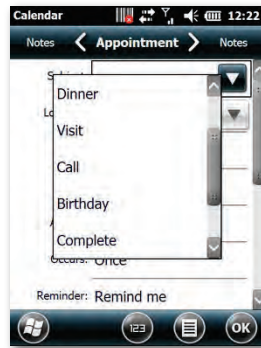 Calendar 12:22
Notes Appointment Notes
Dinner
Visit
Call
Birthday
Complete
Occurs: Once
Reminder: Remind me
123 OK